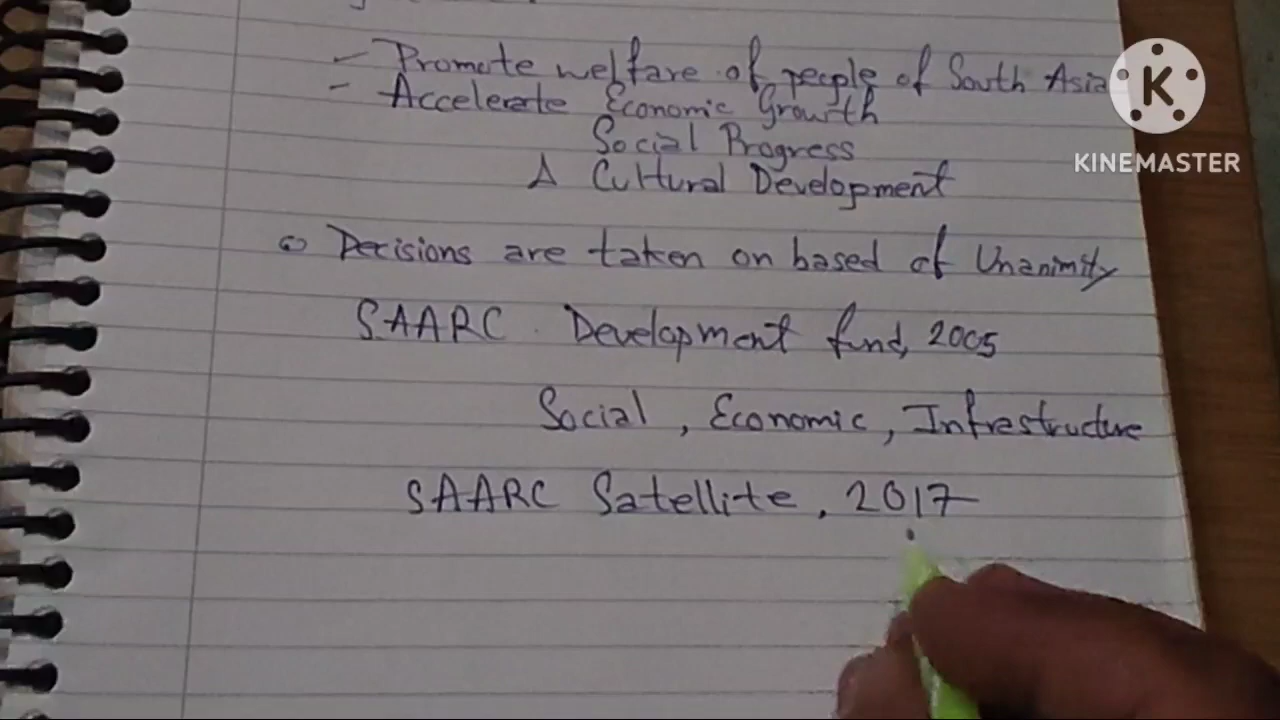 - Promote welfare of people of South Asia
- Accelerate Economic Growth
Social Progress
& Cultural Development
Decisions are taken on based of Unanimity
SAARC Development fund, 2005
Social, Economic, Infrestructure
SAARC Satellite, 2017
K
KINEMASTER